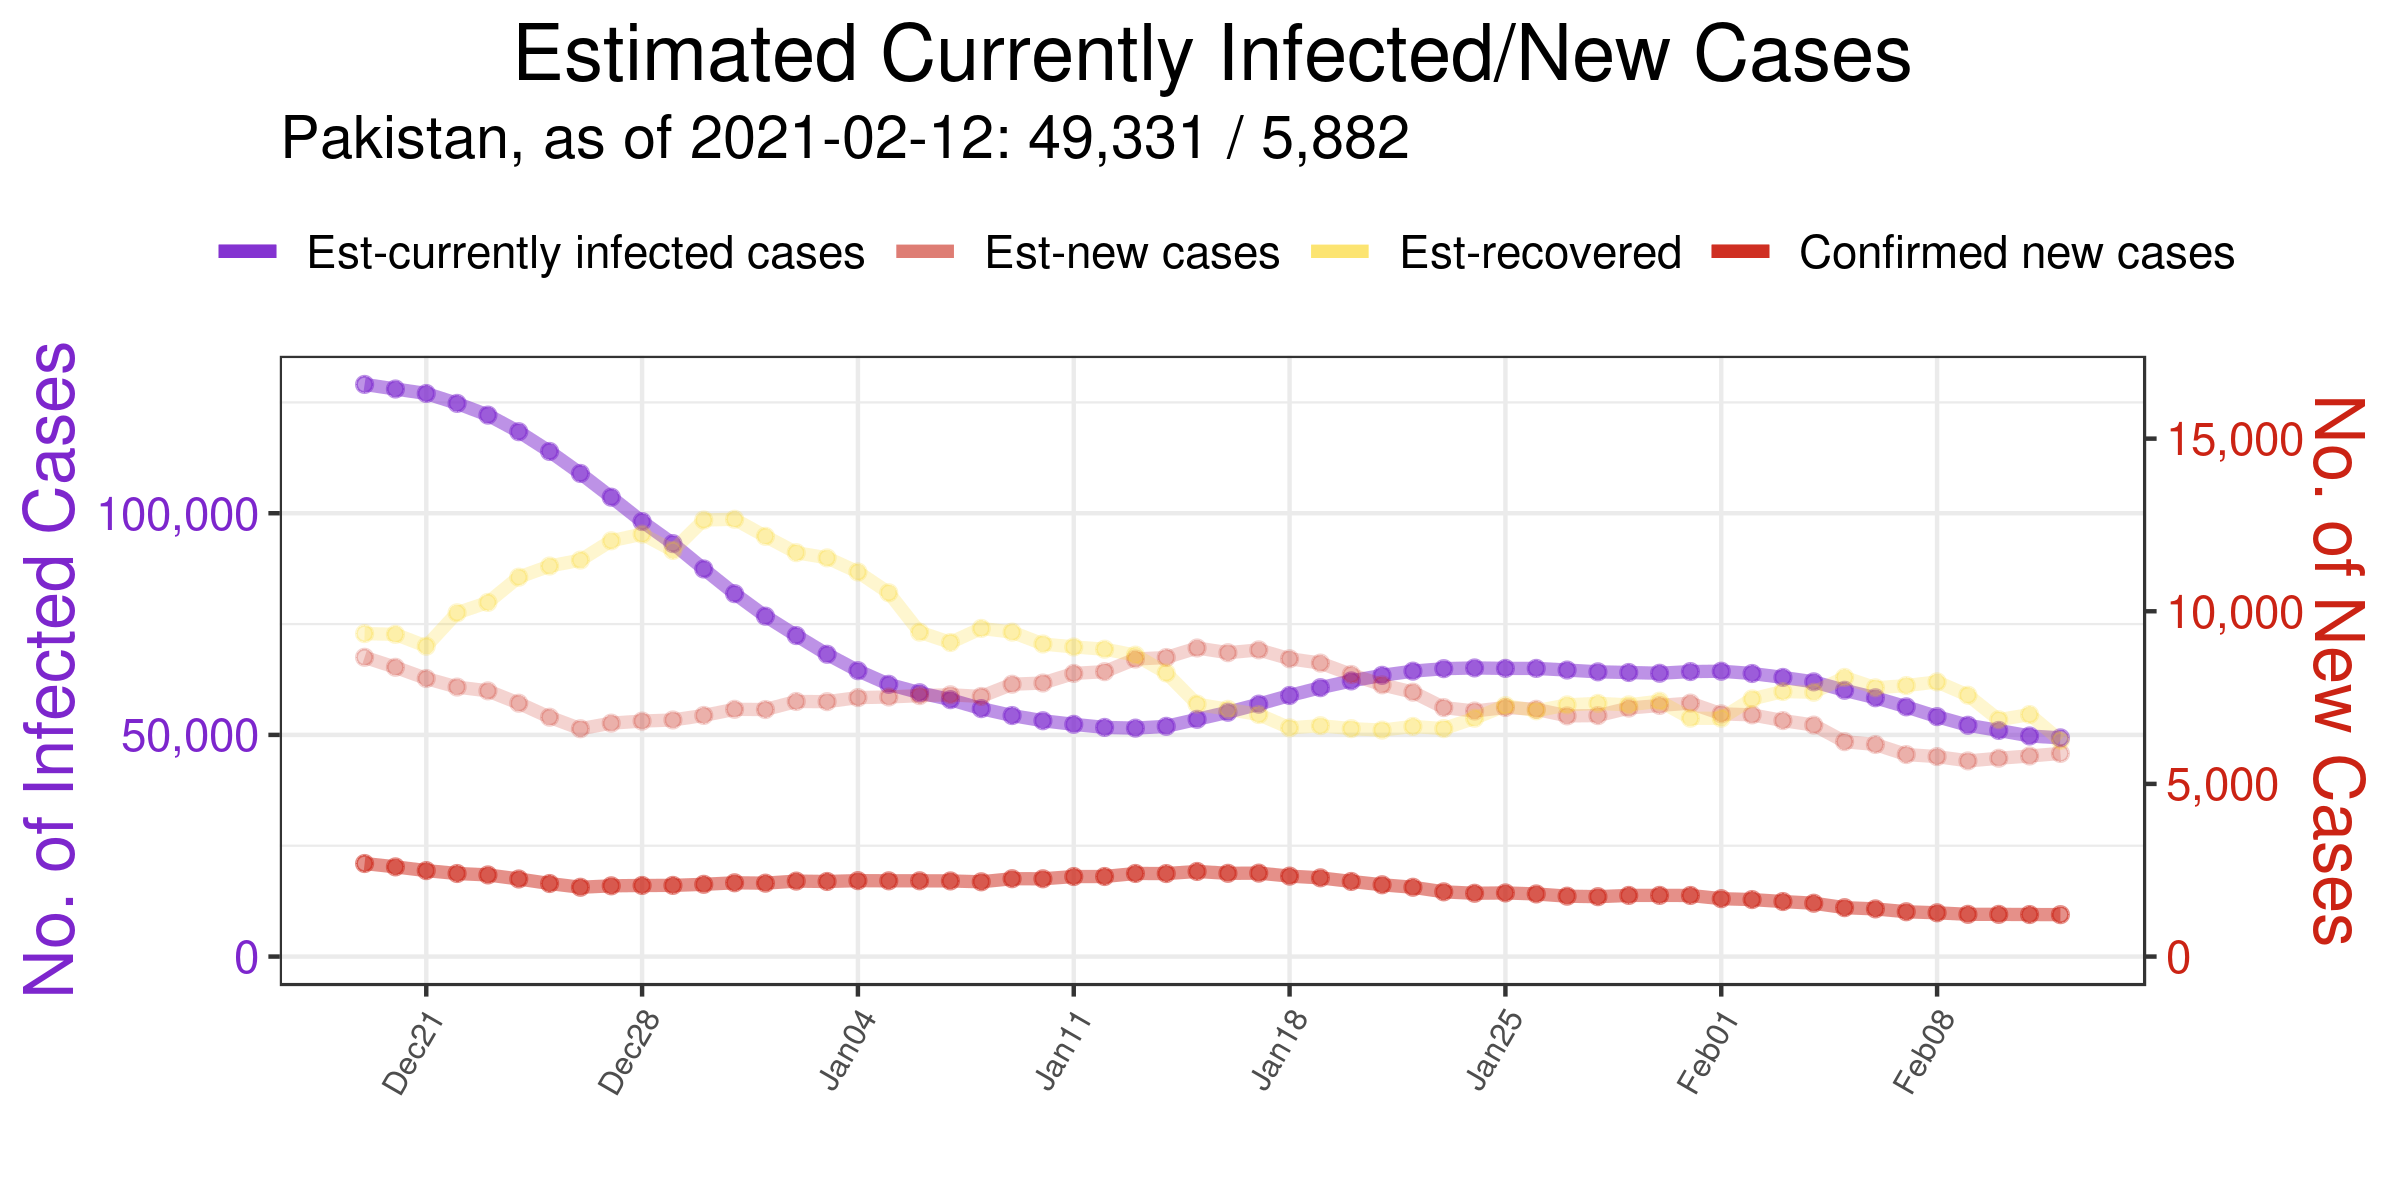 Estimated Currently Infected/New Cases
Pakistan, as of 2021-02-12: 49,331 / 5,882
Est-currently infected cases Est-new cases Est-recovered Confirmed new cases
No. of Infected Cases
100,000
50,000
0
15,000
10,000
5,000
0
No. of New Cases
Dec21 Dec28 Jan04 Jan11 Jan18 Jan25 Feb01 Feb08